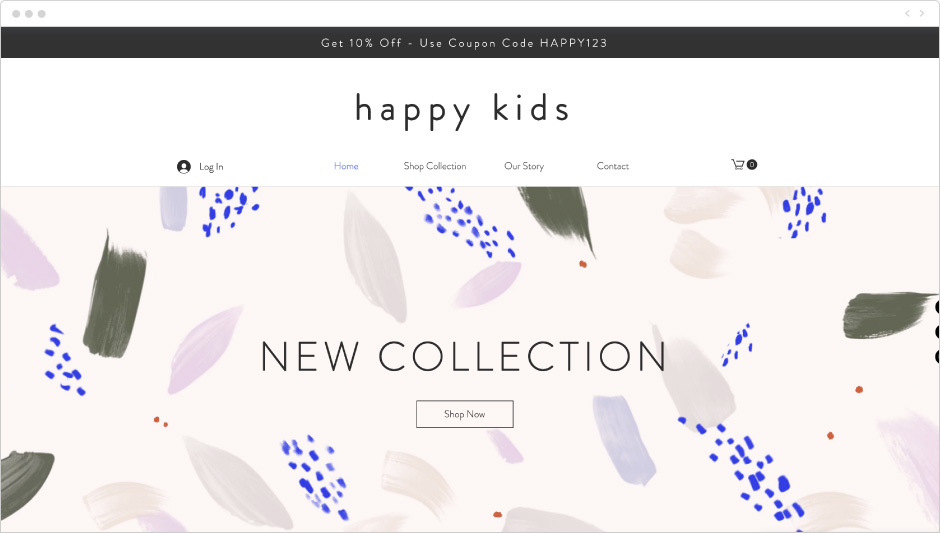 Get 10% Off - Use Coupon Code HAPPY123
happy kids
Log In
Home
Shop Collection
Our Story
Contact
0
NEW COLLECTION
Shop Now